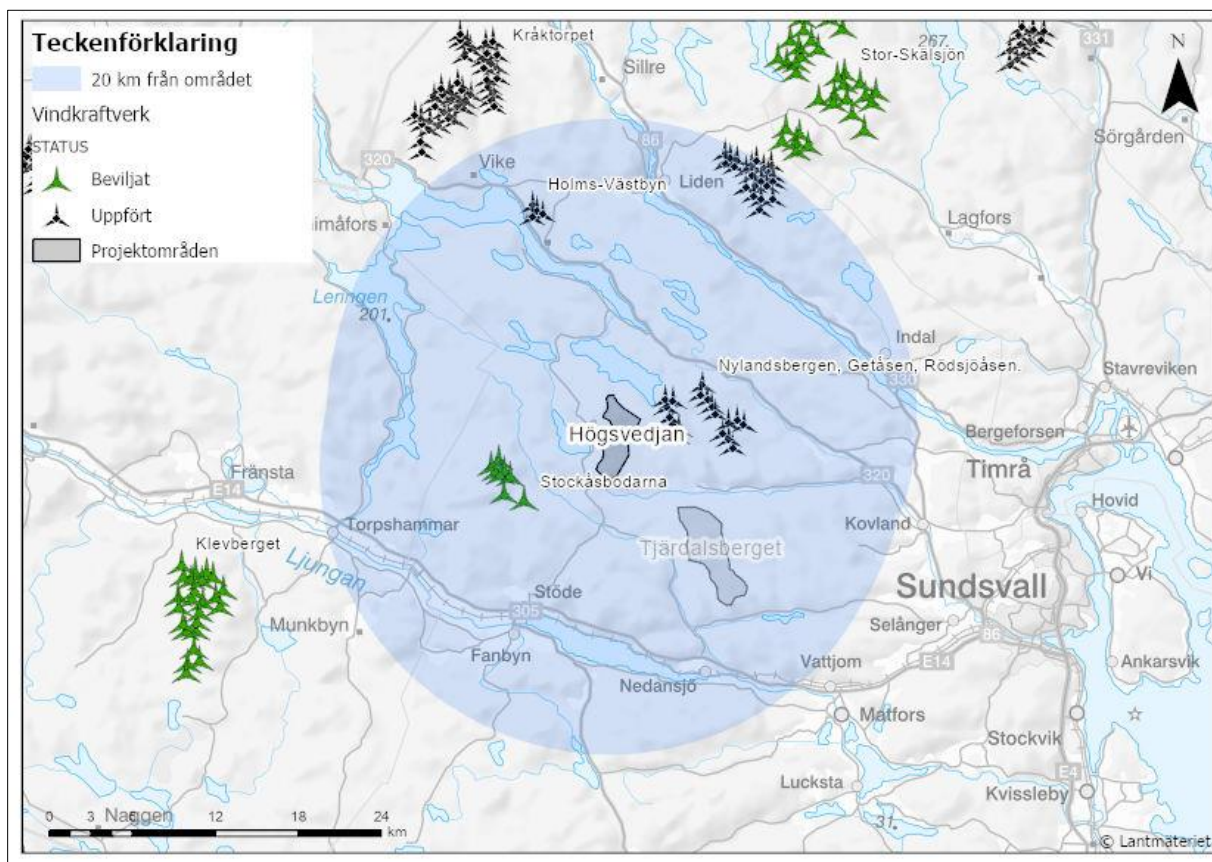 Teckenförklaring
20 km från området
Vindkraftverk
STATUS
Beviljat
Uppfört
Projektområden
Kråktorpet
Sillre
267.
Stor-Skälsjön
331
N
Sörgården
86
320
Vike
Liden
Holms-Västbyn
Lagfors
201.
Indal
Nylandsbergen, Getåsen, Rödsjöåsen.
330
Stavreviken
Bergeforsen
Timrå
Högsvedjan
Fränsta
E14
Stockåsbodarna
320
Hovid
Torpshammar
Kovland
Klevberget
Tjärdalsberget
Ljungan
Stöde
Sundsvall
Vi
305
Munkbyn
Selånger
86
Fanbyn
Vattjom
E14
Ankarsvik
Nedansjö
Matfors
Stockvik
Lucksta
E4
Kvissleby
Naggen
31.
0 3 6 12 18 24
km
© Lantmäteriet